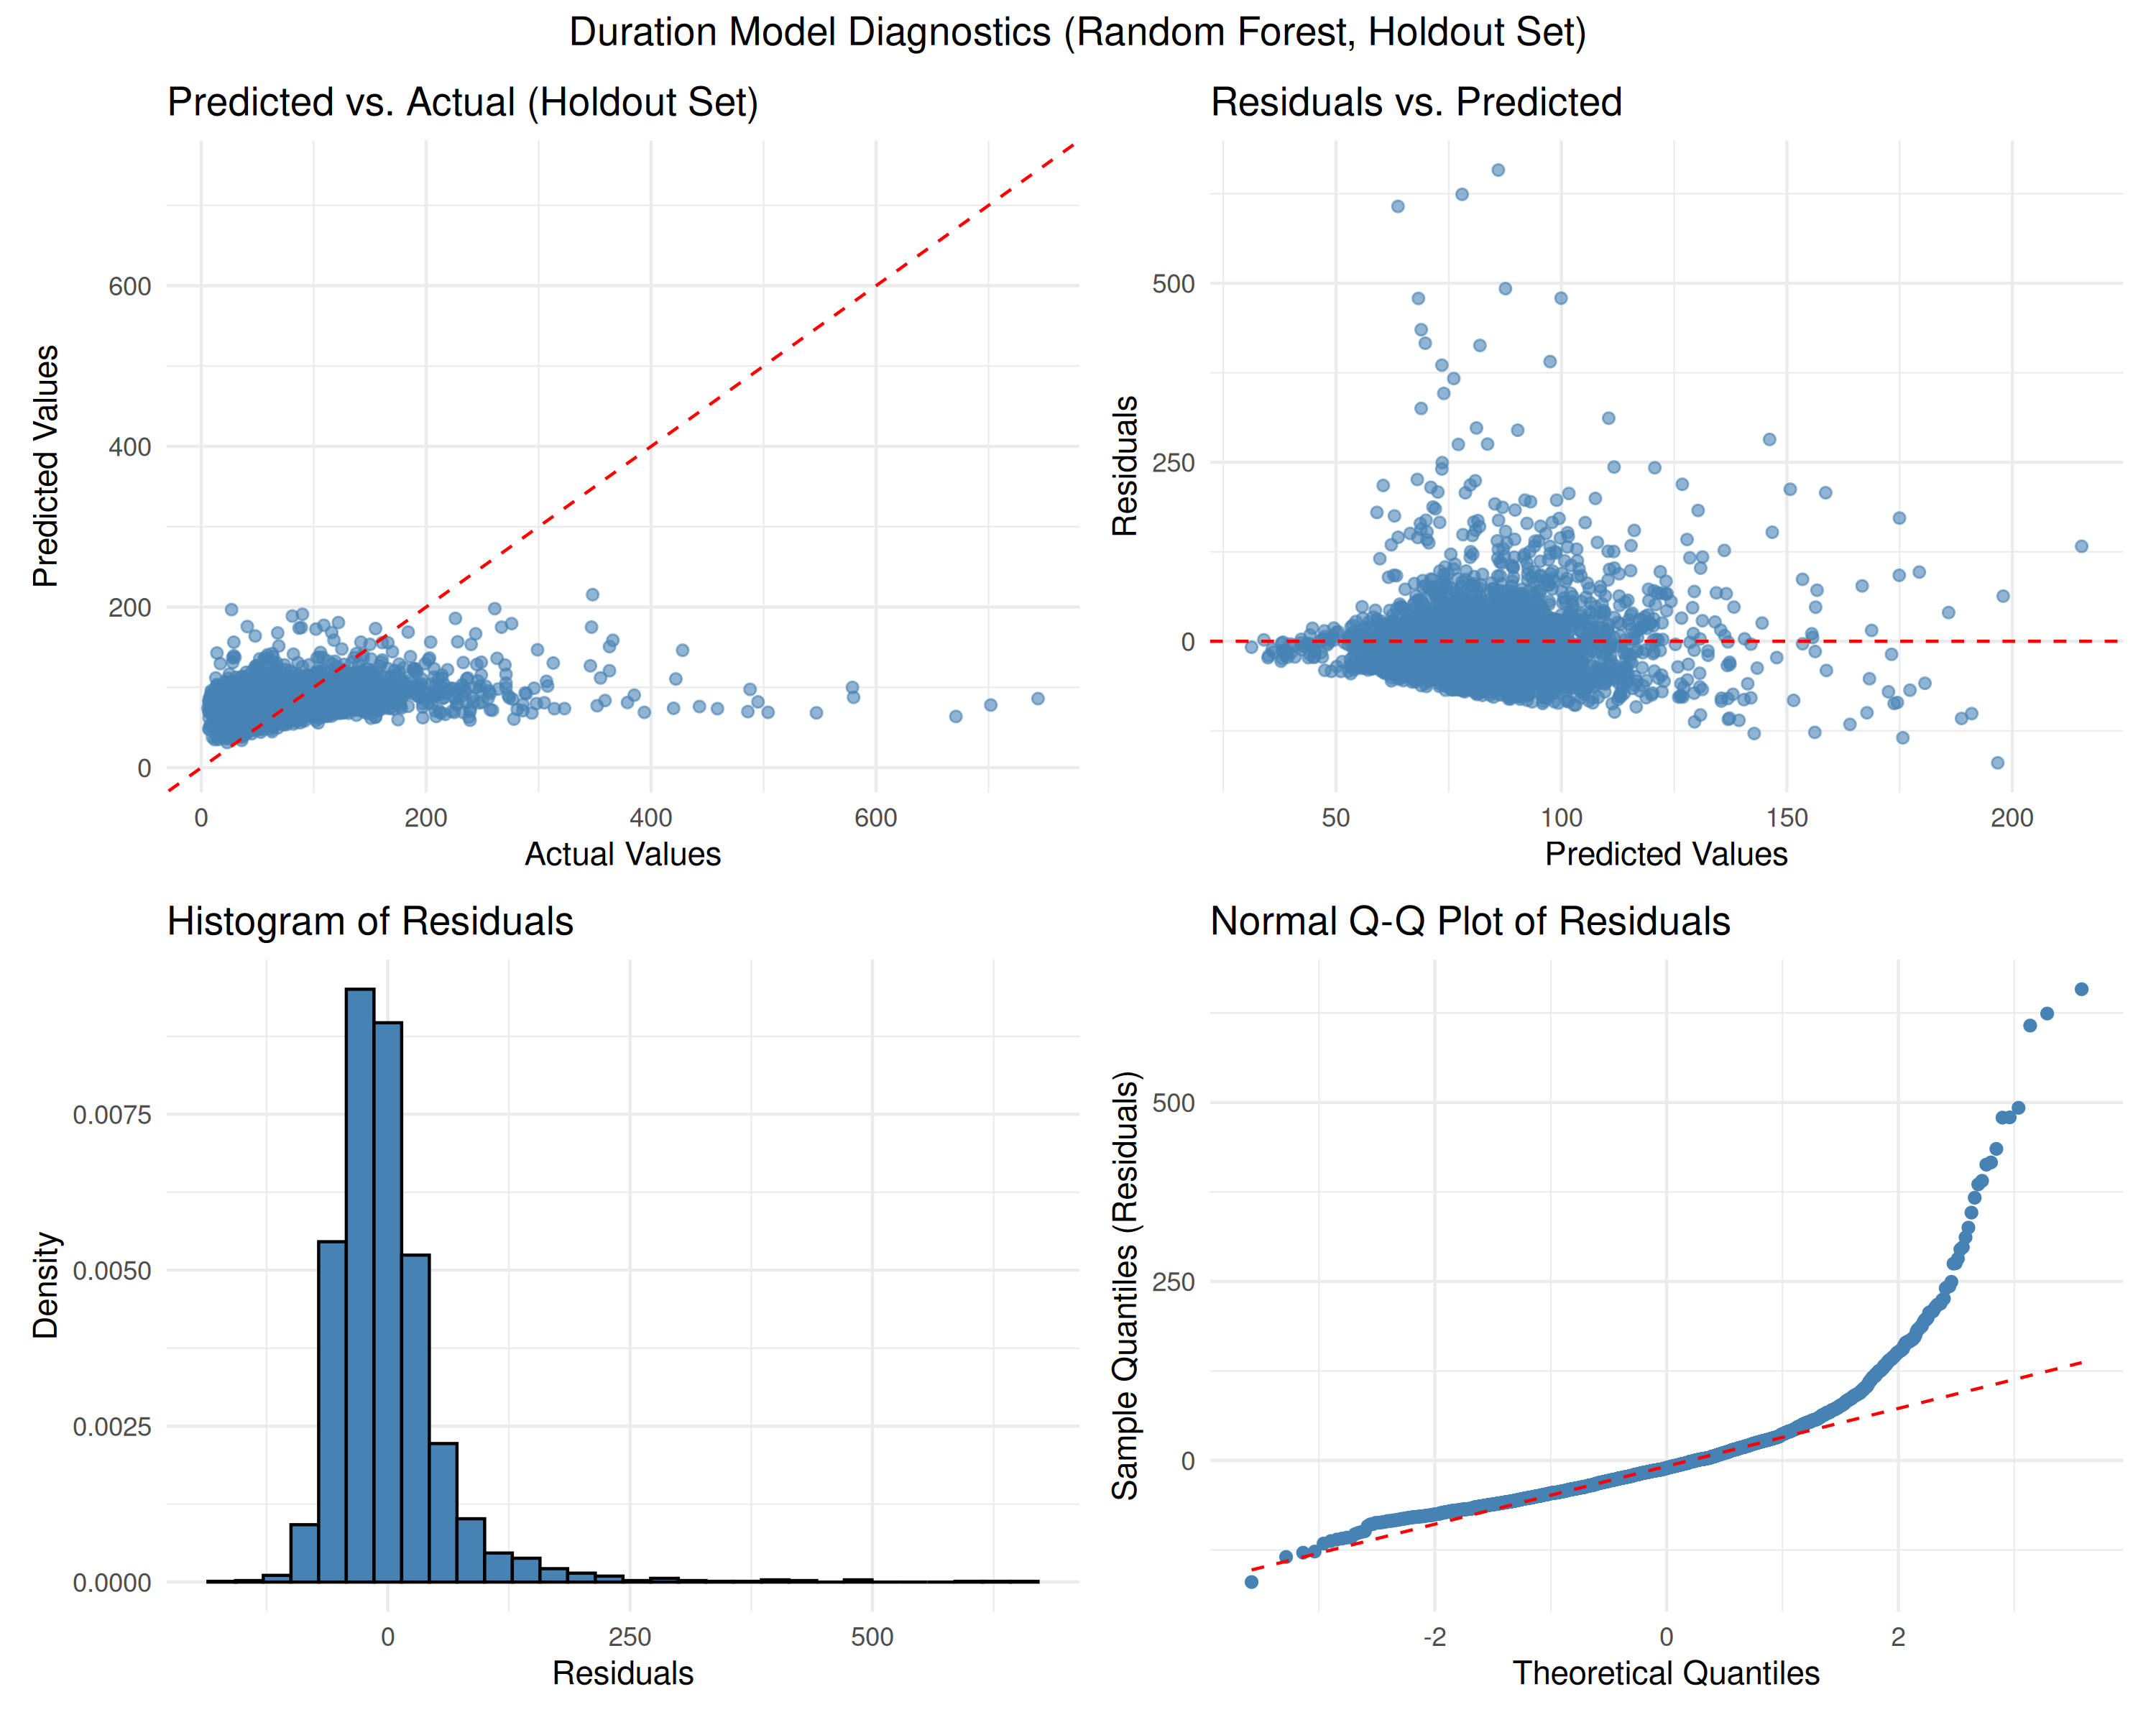 Duration Model Diagnostics (Random Forest, Holdout Set)
Predicted vs. Actual (Holdout Set)
600
400
200
0
0 200 400 600
Predicted Values
Actual Values
Residuals vs. Predicted
500
250
0
50 100 150 200
Residuals
Predicted Values
Histogram of Residuals
0.0075
0.0050
0.0025
0.0000
0 250 500
Density
Residuals
Normal Q-Q Plot of Residuals
500
250
0
-2 0 2
Sample Quantiles (Residuals)
Theoretical Quantiles